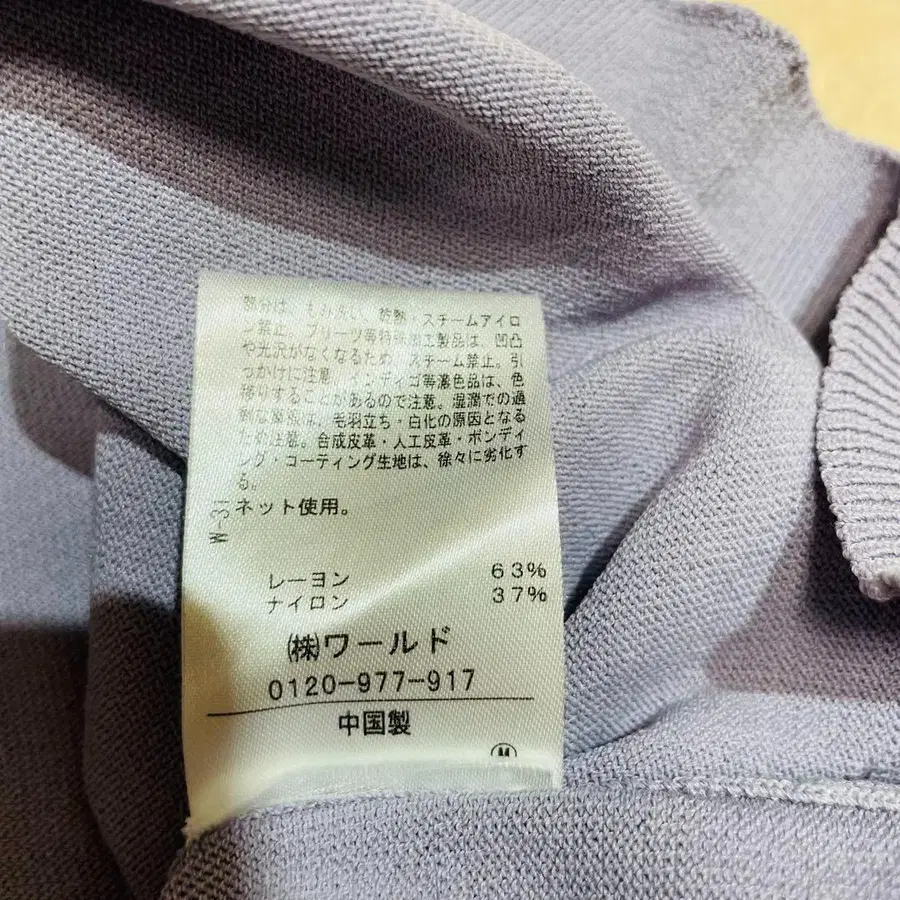 部分は、もみ洗い、乾熱・スチームアイロ
ン禁止。プリーツ等特殊加工製品は、凹凸
や光沢がなくなるため、スチーム禁止。引
っかけに注意。インディゴ等濃色品は、色
移りすることがあるので注意。湿潤での過
度な摩擦は、毛羽立ち・白化の原因となる
ため注意。合成皮革・人工皮革・ボンディ
ング・コーティング生地は、徐々に劣化す
る。
ネット使用。
W-31
レーヨン 63%
ナイロン 37%
㈱ワールド
0120-977-917
中国製
Ⓜ